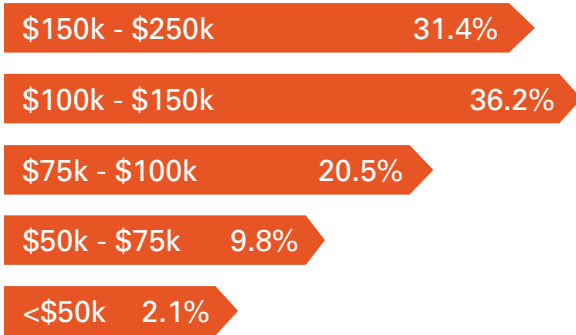 $150k - $250k 31.4%
$100k - $150k 36.2%
$75k - $100k 20.5%
$50k - $75k 9.8%
<$50k 2.1%